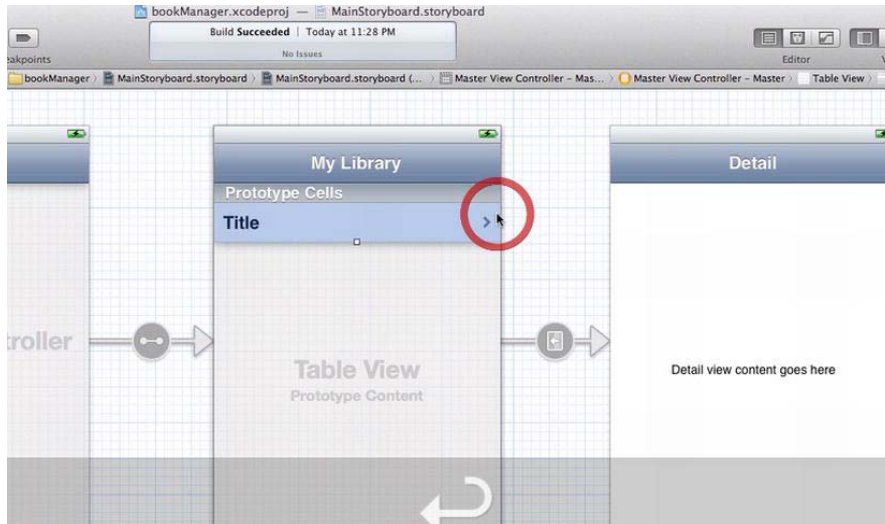 bookManager.xcodeproj — MainStoryboard.storyboard
Build Succeeded | Today at 11:28 PM
No Issues
Editor
bookManager MainStoryboard.storyboard MainStoryboard.storyboard (... Master View Controller – Mas... Master View Controller – Master Table View
My Library
Detail
Prototype Cells
Title
Table View
Prototype Content
Detail view content goes here